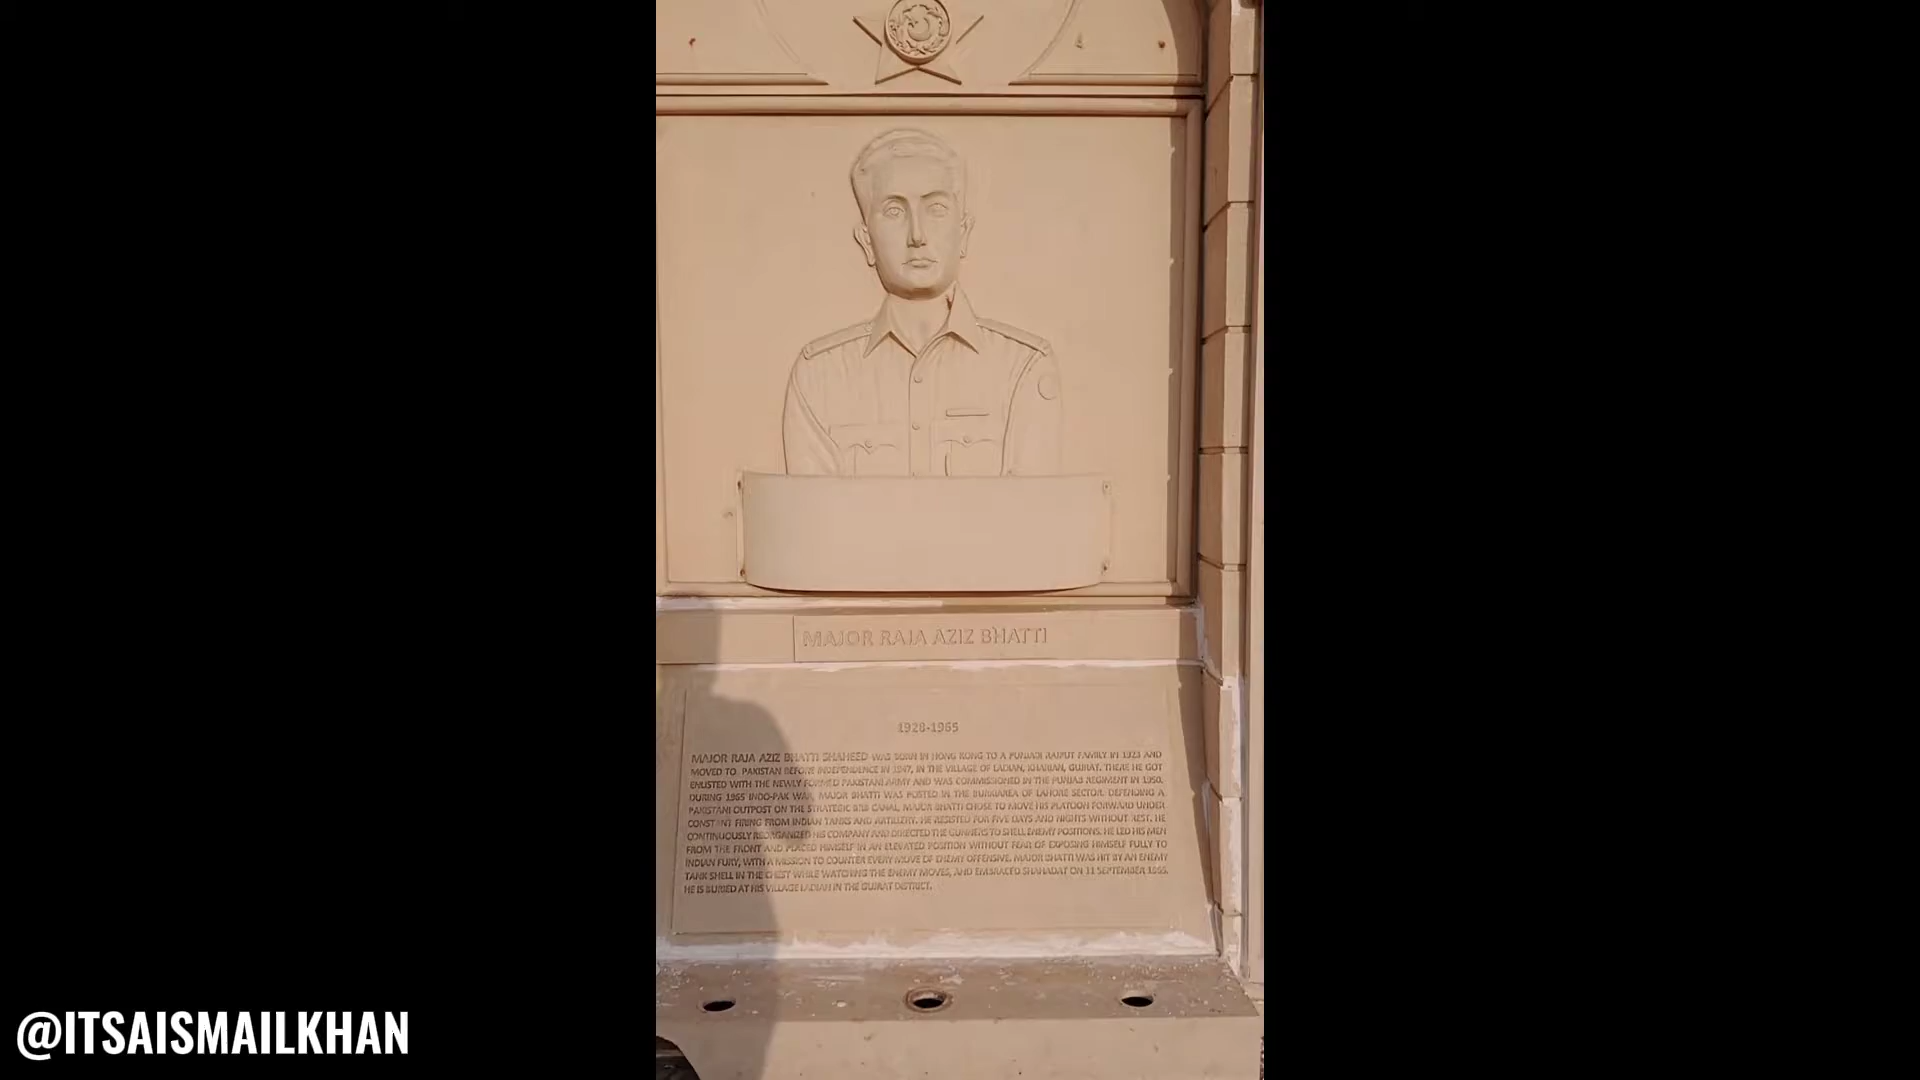 MAJOR RAJA AZIZ BHATTI
1928-1965
MAJOR RAJA AZIZ BHATTI SHAHEED WAS BORN IN HONG KONG TO A PUNJABI RAJPUT FAMILY IN 1923 AND
MOVED TO PAKISTAN BEFORE INDEPENDENCE IN 1947, IN THE VILLAGE OF LADIAN, KHARIAN, GUJRAT. THERE HE GOT
ENLISTED WITH THE NEWLY FORMED PAKISTANI ARMY AND WAS COMMISSIONED IN THE PUNJAB REGIMENT IN 1950.
DURING 1965 INDO-PAK WAR, MAJOR BHATTI WAS POSTED IN THE BURKIAREA OF LAHORE SECTOR. DEFENDING A
PAKISTANI OUTPOST ON THE STRATEGIC BRB CANAL, MAJOR BHATTI CHOSE TO MOVE HIS PLATOON FORWARD UNDER
CONSTANT FIRING FROM INDIAN TANKS AND ARTILLERY. HE RESISTED FOR FIVE DAYS AND NIGHTS WITHOUT REST. HE
CONTINUOUSLY REORGANIZED HIS COMPANY AND DIRECTED THE GUNNERS TO SHELL ENEMY POSITIONS. HE LED HIS MEN
FROM THE FRONT AND PLACED HIMSELF IN AN ELEVATED POSITION WITHOUT FEAR OF EXPOSING HIMSELF FULLY TO
INDIAN FURY, WITH A MISSION TO COUNTER EVERY MOVE OF ENEMY OFFENSIVE. MAJOR BHATTI WAS HIT BY AN ENEMY
TANK SHELL IN THE CHEST WHILE WATCHING THE ENEMY MOVES, AND EMBRACED SHAHADAT ON 11 SEPTEMBER 1965.
HE IS BURIED AT HIS VILLAGE LADIAN IN THE GUJRAT DISTRICT.
@ITSAISMAILKHAN